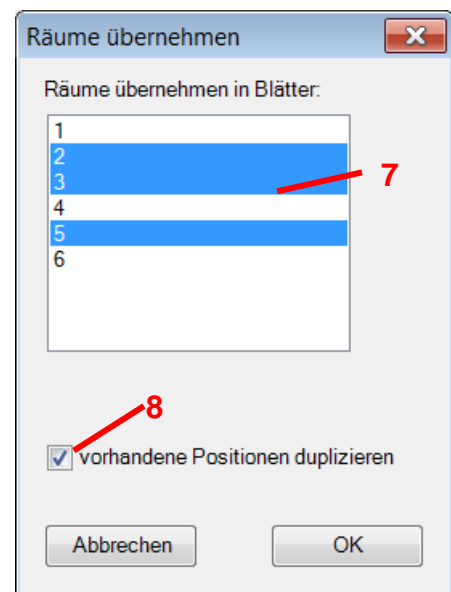 Räume übernehmen
Räume übernehmen in Blätter:
1
2
3
7
4
5
6
8
vorhandene Positionen duplizieren
Abbrechen OK